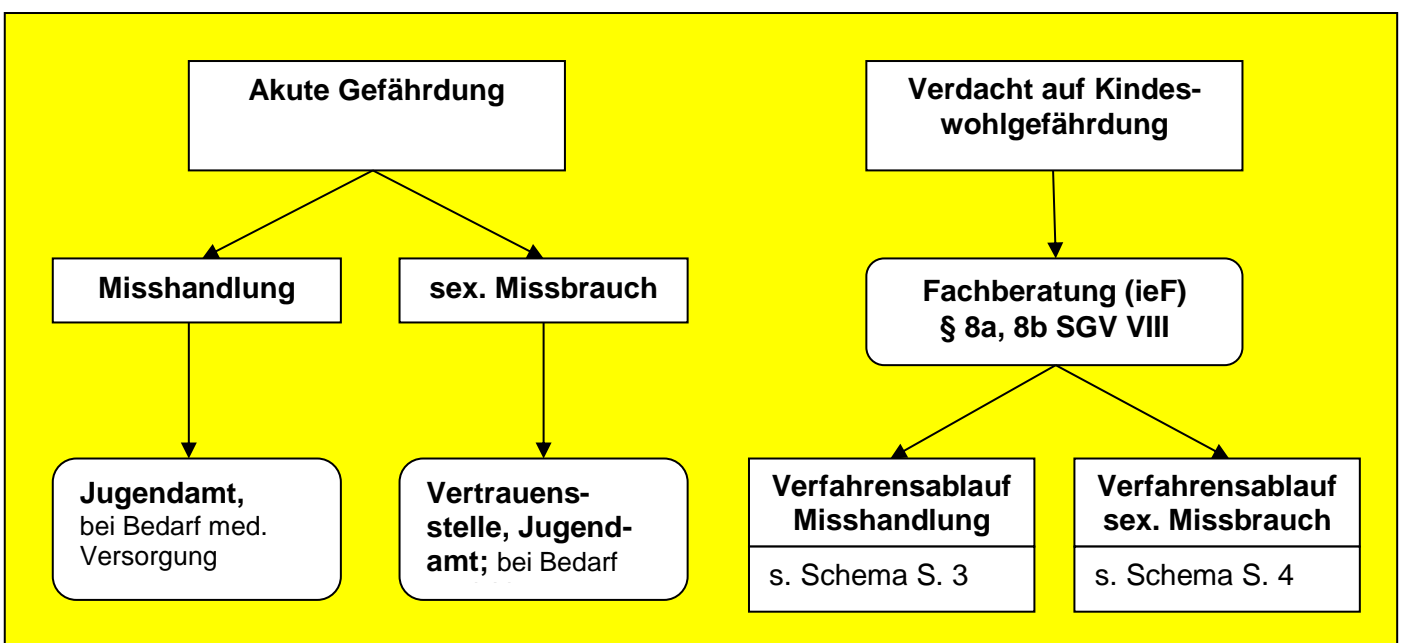 Akute Gefährdung
Verdacht auf Kindes-
wohlgefährdung
Misshandlung
sex. Missbrauch
Fachberatung (ieF)
§ 8a, 8b SGV VIII
Jugendamt,
bei Bedarf med.
Versorgung
Vertrauens-
stelle, Jugend-
amt; bei Bedarf
Verfahrensablauf
Misshandlung
s. Schema S. 3
Verfahrensablauf
sex. Missbrauch
s. Schema S. 4